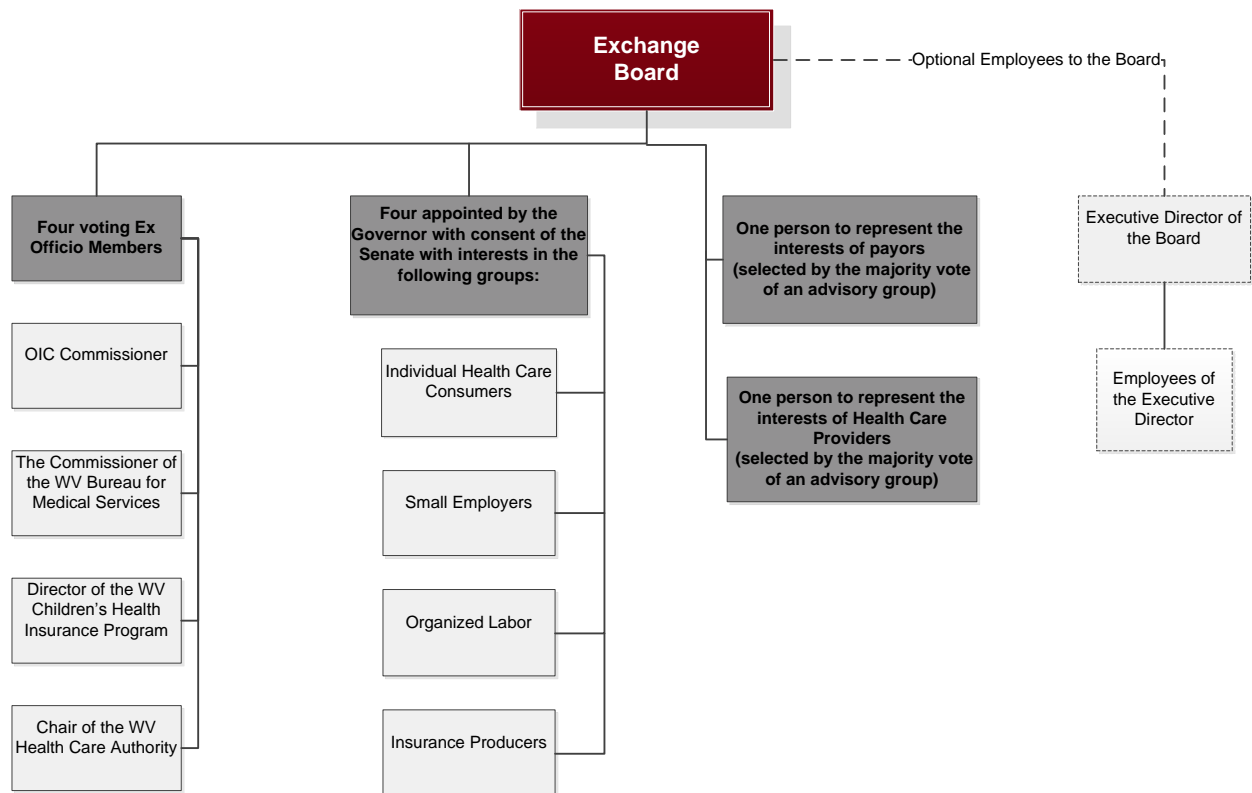 Exchange
Board
Optional Employees to the Board
Four voting Ex
Officio Members
OIC Commissioner
The Commissioner of
the WV Bureau for
Medical Services
Director of the WV
Children’s Health
Insurance Program
Chair of the WV
Health Care Authority
Four appointed by the
Governor with consent of the
Senate with interests in the
following groups:
Individual Health Care
Consumers
Small Employers
Organized Labor
Insurance Producers
One person to represent the
interests of payors
(selected by the majority vote
of an advisory group)
One person to represent the
interests of Health Care
Providers
(selected by the majority vote
of an advisory group)
Executive Director of
the Board
Employees of
the Executive
Director